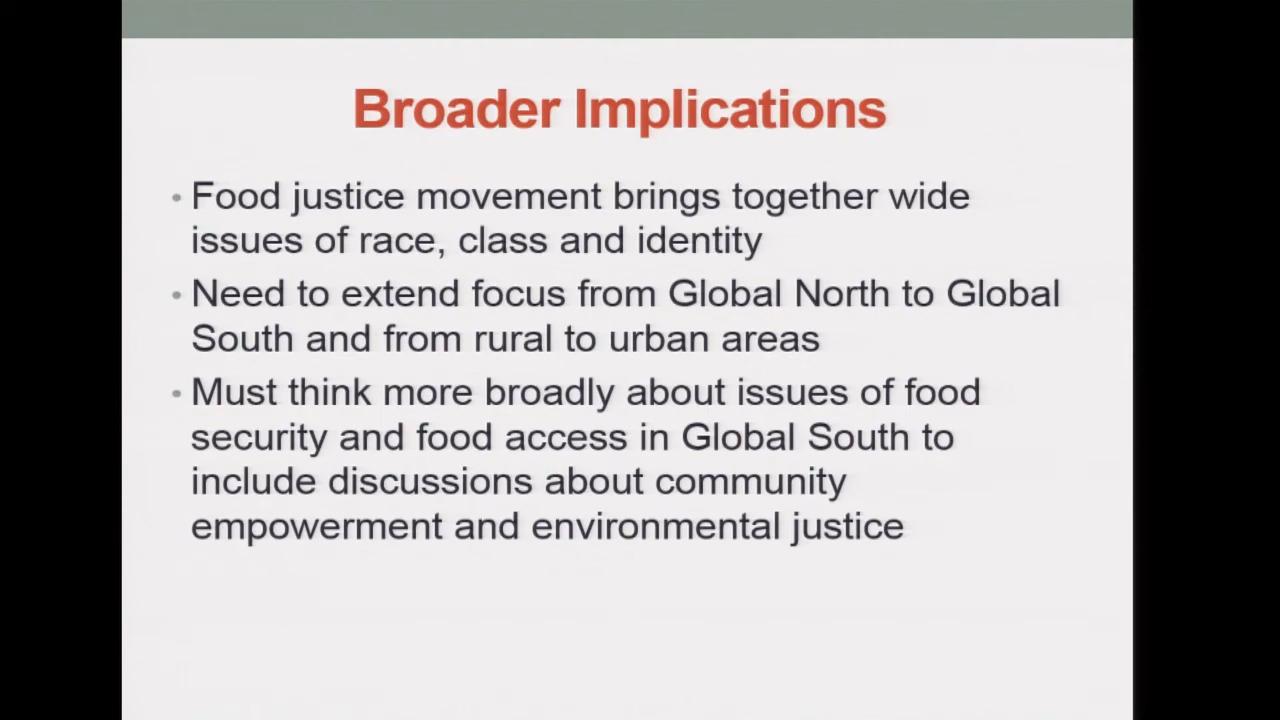 Broader Implications
• Food justice movement brings together wide
issues of race, class and identity
• Need to extend focus from Global North to Global
South and from rural to urban areas
• Must think more broadly about issues of food
security and food access in Global South to
include discussions about community
empowerment and environmental justice